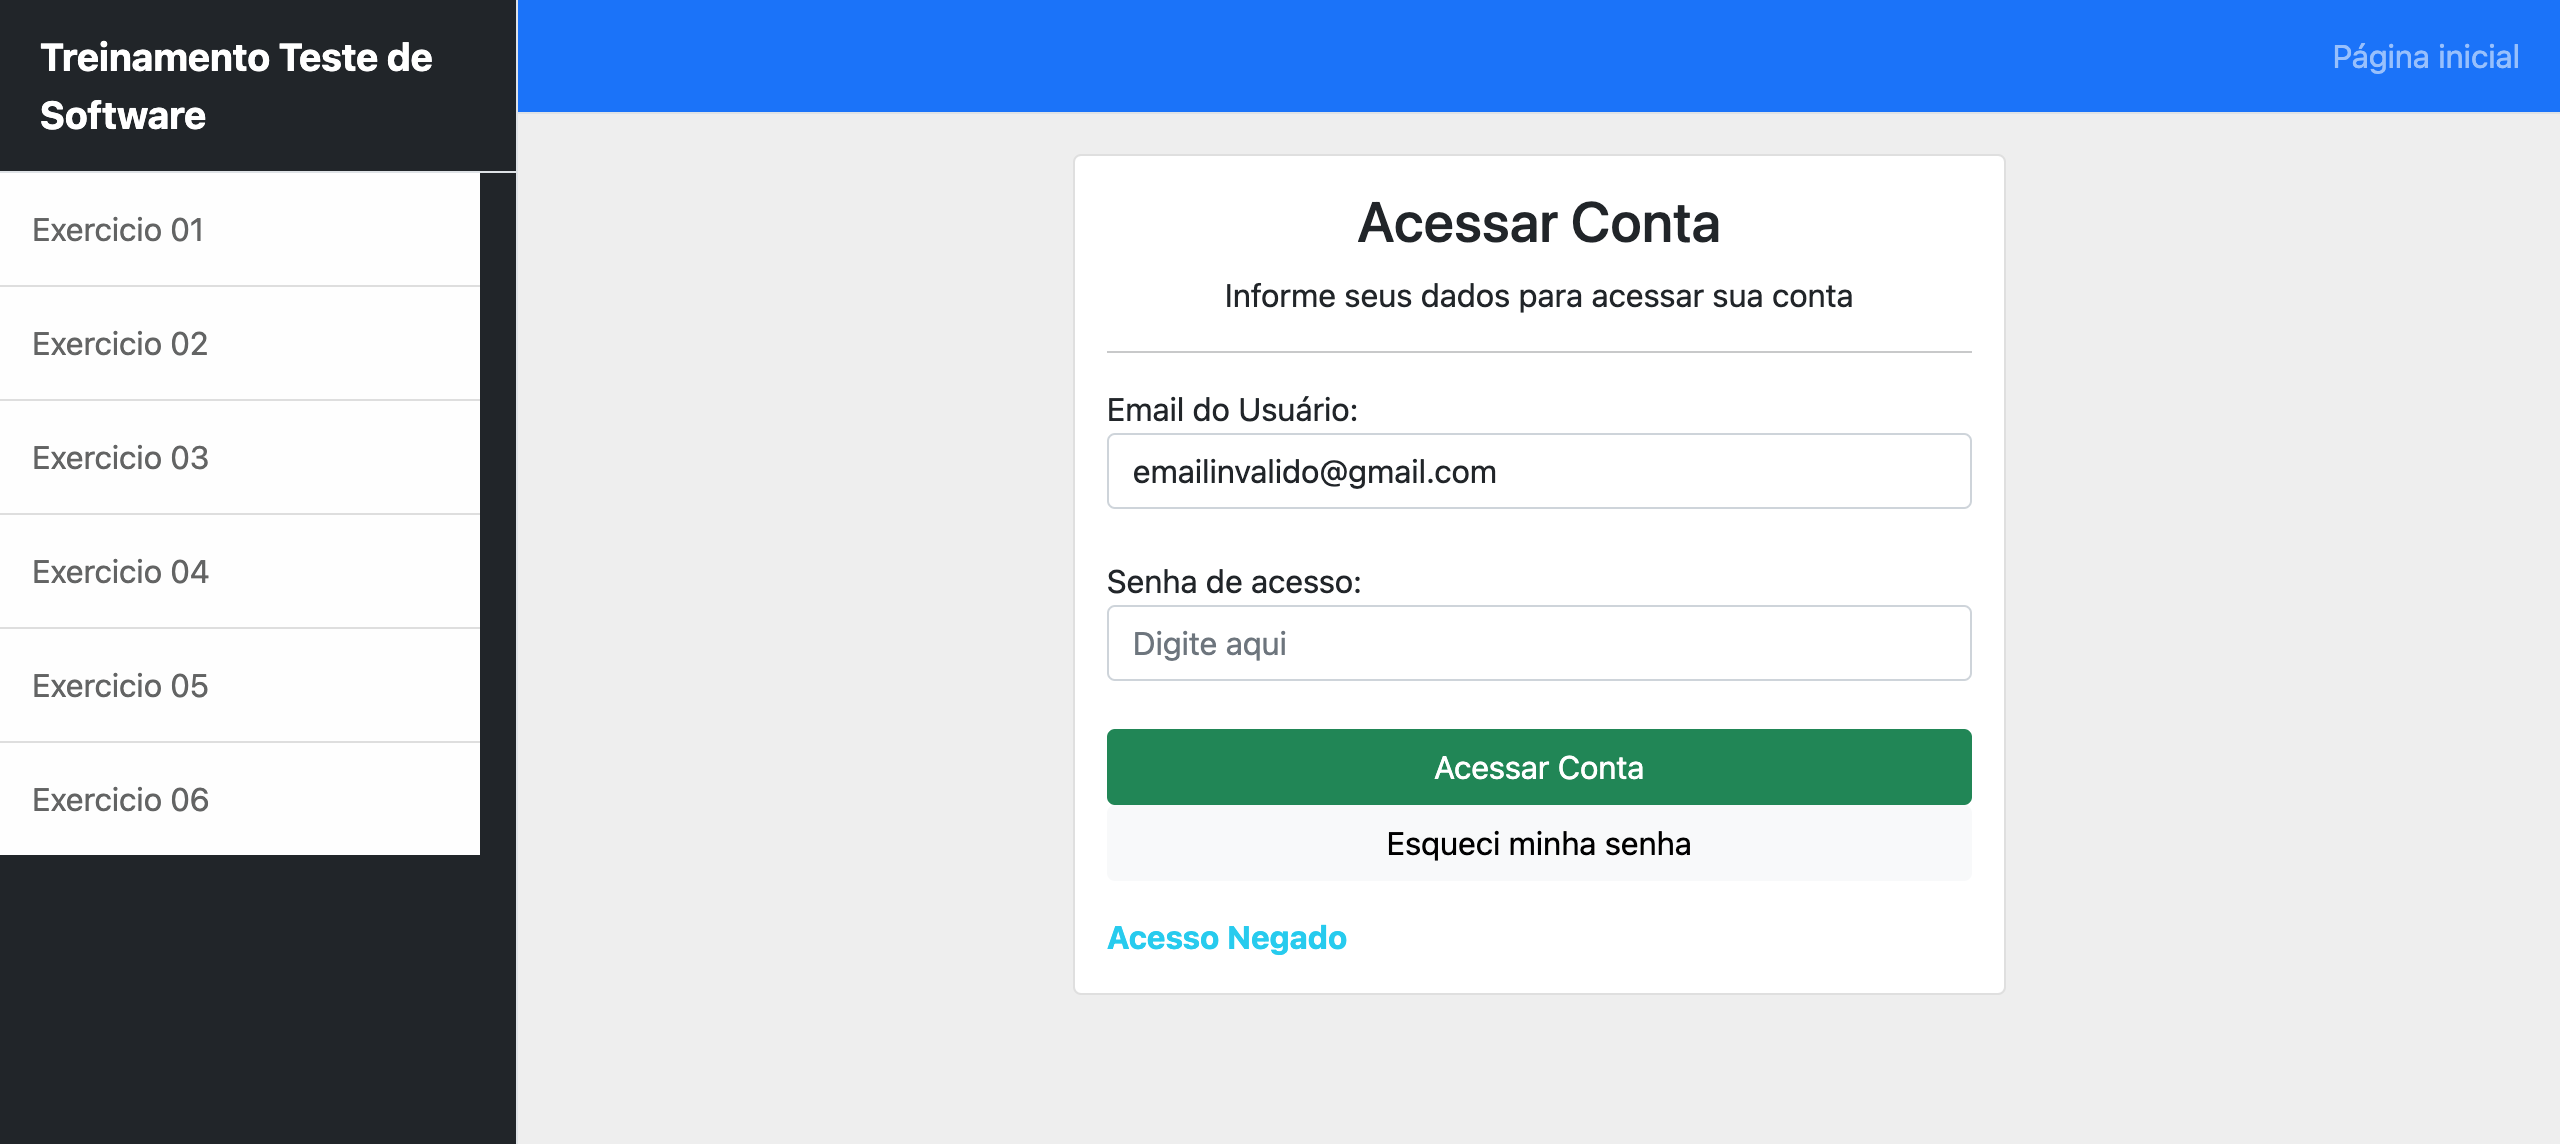 Treinamento Teste de
Software
Exercicio 01
Exercicio 02
Exercicio 03
Exercicio 04
Exercicio 05
Exercicio 06
Página inicial
Acessar Conta
Informe seus dados para acessar sua conta
Email do Usuário:
emailinvalido@gmail.com
Senha de acesso:
Digite aqui
Acessar Conta
Esqueci minha senha
Acesso Negado